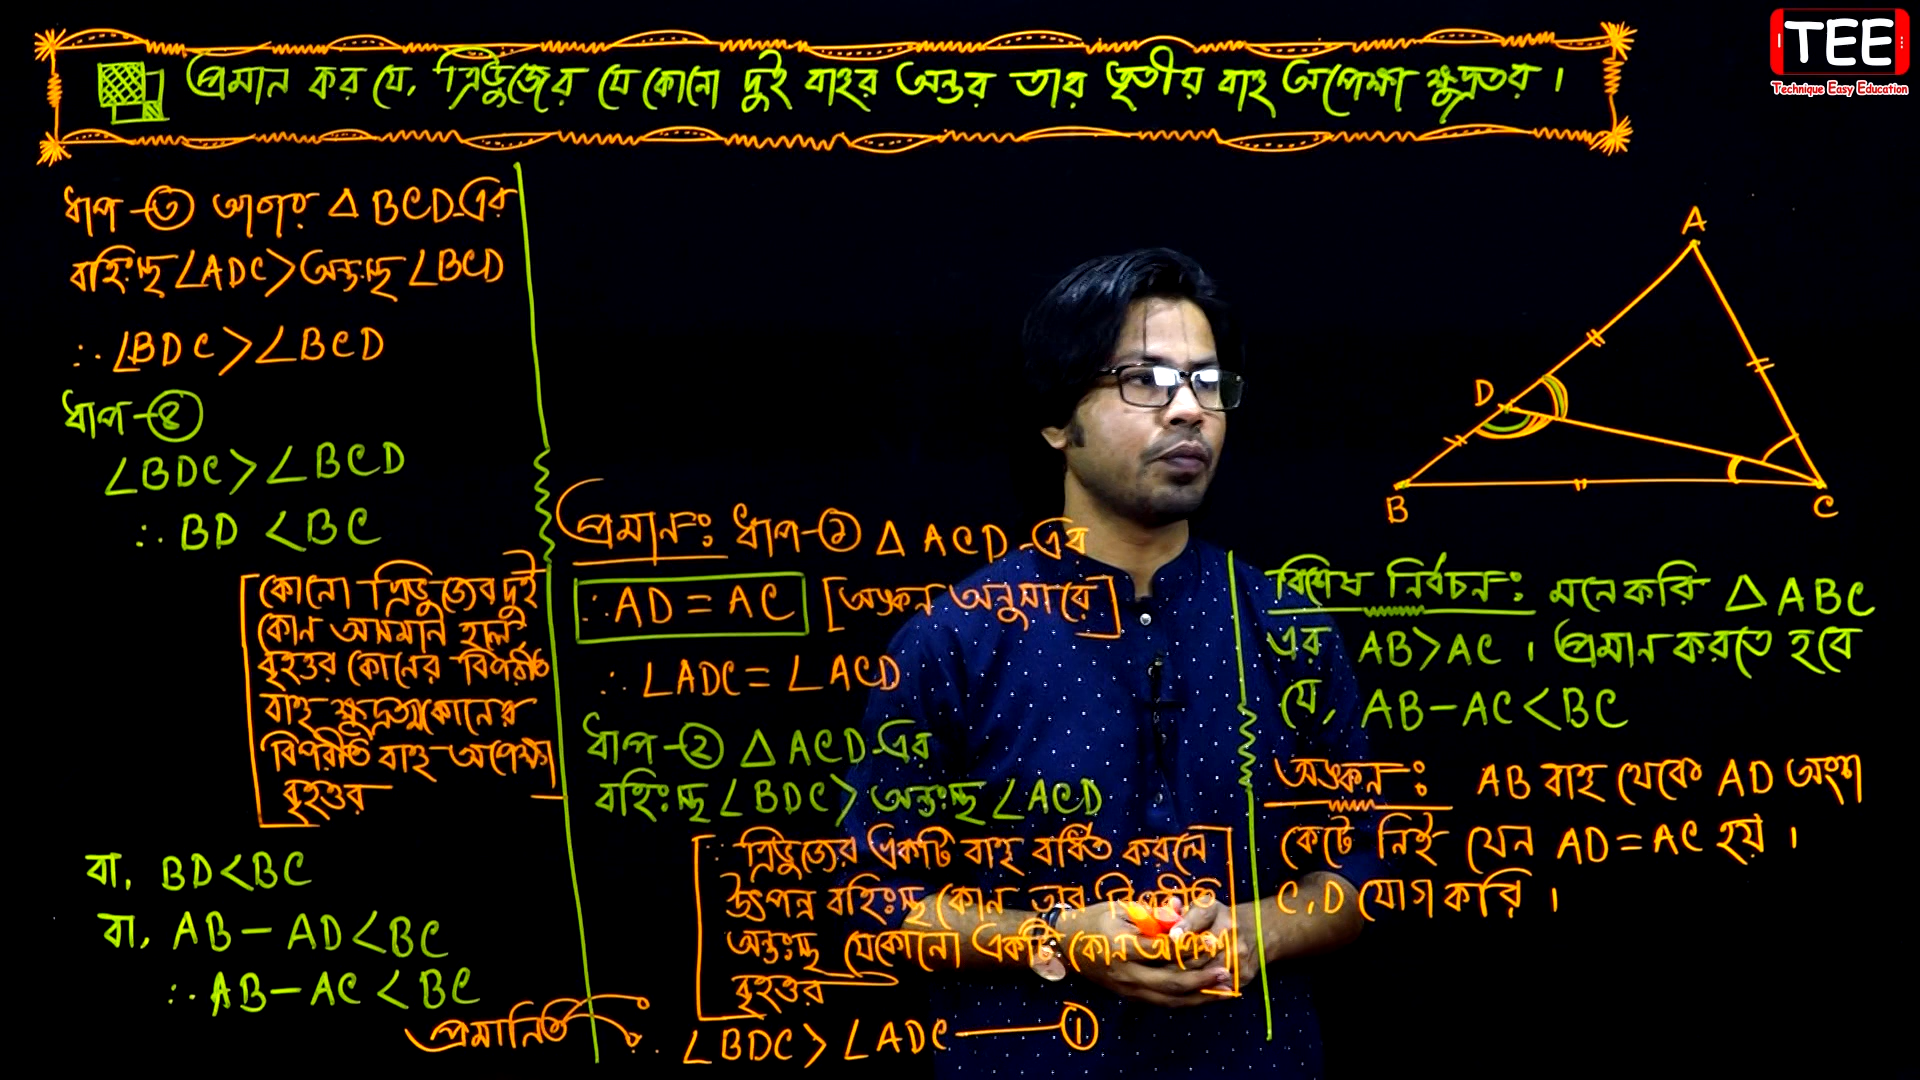 TEE
Technique Easy Education
প্রমান কর যে, ত্রিভুজের যে কোনো দুই বাহুর অন্তর তার তৃতীয় বাহু অপেক্ষা ক্ষুদ্রতর।
A
D
B
C
বিশেষ নির্বচন: মনে করি △ABC
এর AB>AC। প্রমান করতে হবে
যে, AB-AC<BC
অঙ্কন: AB বাহু থেকে AD অংশ
কেটে নিই যেন AD=AC হয়।
C,D যোগ করি।
প্রমান: ধাপ-① △ACD-এর
∴AD=AC [অঙ্কন অনুসারে]
∴∠ADC=∠ACD
ধাপ-② △ACD-এর
বহিঃস্থ ∠BDC> অন্তঃস্থ ∠ACD
[∵ ত্রিভুজের একটি বাহু বর্ধিত করলে
উৎপন্ন বহিঃস্থ কোন তার বিপরীত
অন্তঃস্থ যেকোনো একটি কোন অপেক্ষা
বৃহত্তর]
∴∠BDC>∠ADC ——①
ধাপ-③ আবার △BCD-এর
বহিঃস্থ ∠ADC> অন্তঃস্থ ∠BCD
∴∠BDC>∠BCD
ধাপ-④
∠BDC>∠BCD
∴BD <BC
[কোনো ত্রিভুজের দুই
কোন অসমান হলে
বৃহত্তর কোনের বিপরীত
বাহু ক্ষুদ্রতম কোনের
বিপরীত বাহু অপেক্ষা
বৃহত্তর]
বা, BD<BC
বা, AB-AD<BC
∴AB-AC<BC
প্রমানিত